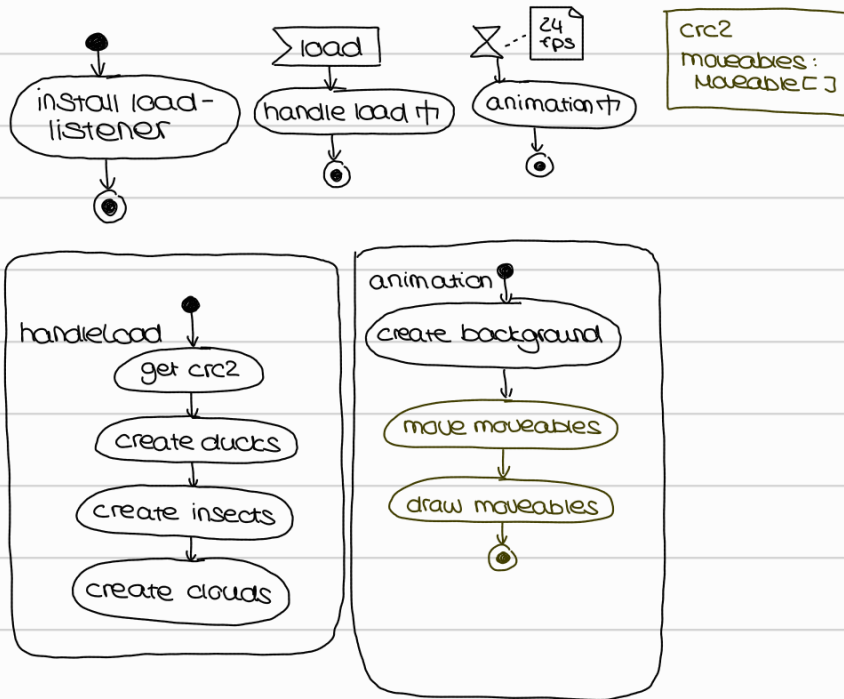 install load-
listener
load
handle load
24
fps
animation
crc2
moveables:
Moveable[]
handleLoad
get crc2
create ducks
create insects
create clouds
animation
create background
move moveables
draw moveables